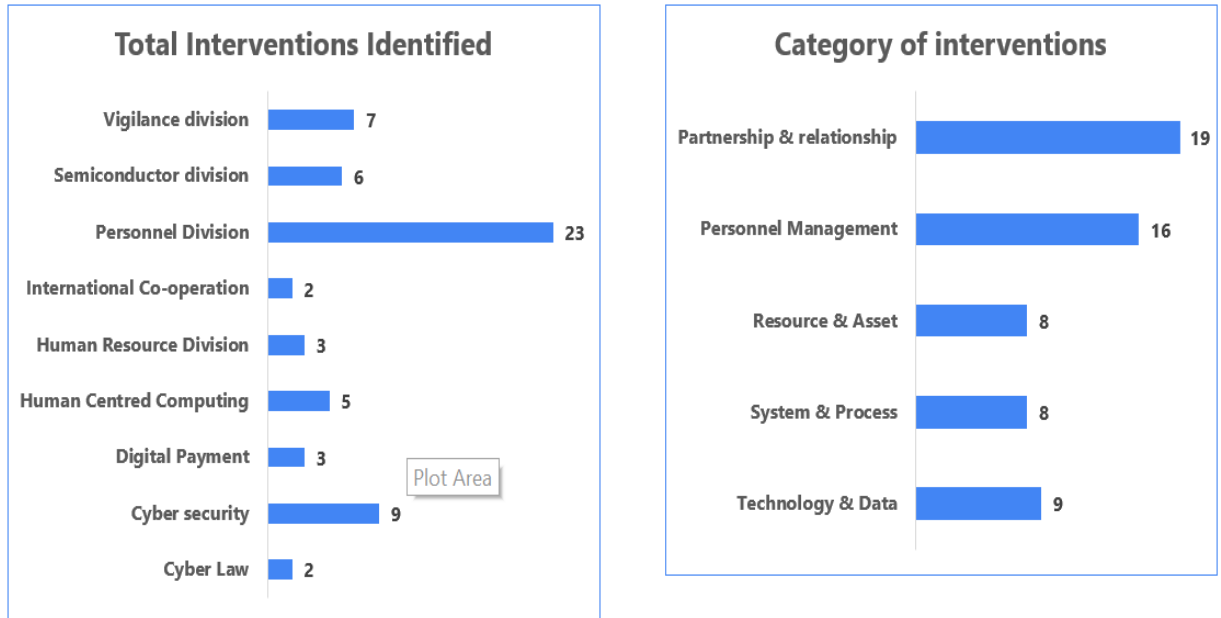 Total Interventions Identified
Vigilance division 7
Semiconductor division 6
Personnel Division 23
International Co-operation 2
Human Resource Division 3
Human Centred Computing 5
Digital Payment 3
Plot Area
Cyber security 9
Cyber Law 2
Category of interventions
Partnership & relationship 19
Personnel Management 16
Resource & Asset 8
System & Process 8
Technology & Data 9